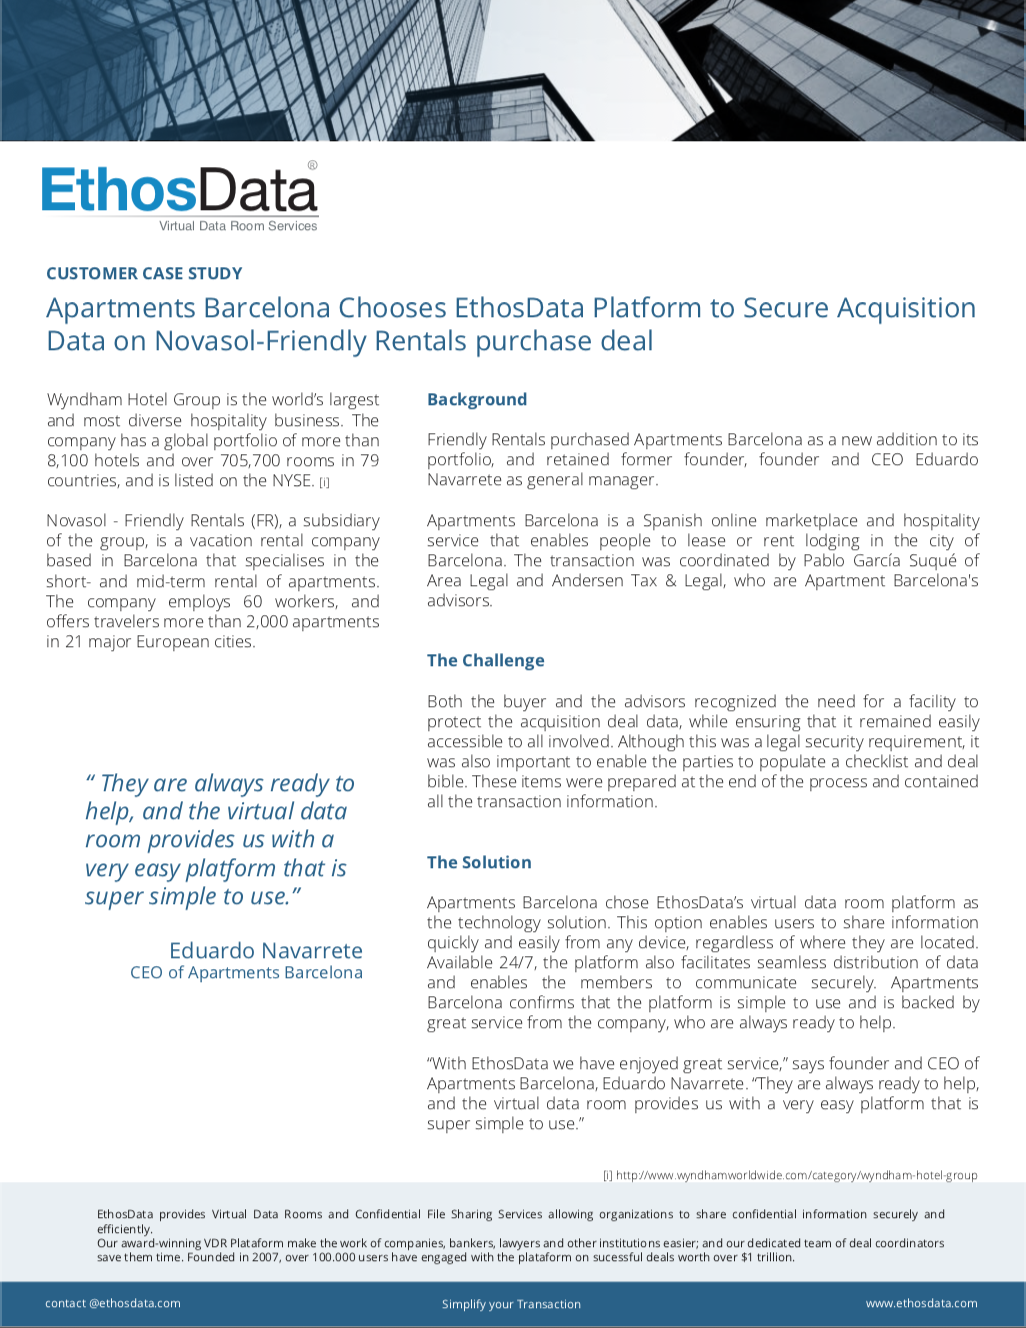 EthosData®
Virtual Data Room Services
CUSTOMER CASE STUDY
Apartments Barcelona Chooses EthosData Platform to Secure Acquisition
Data on Novasol-Friendly Rentals purchase deal
Wyndham Hotel Group is the world’s largest
and most diverse hospitality business. The
company has a global portfolio of more than
8,100 hotels and over 705,700 rooms in 79
countries, and is listed on the NYSE. [i]
Novasol - Friendly Rentals (FR), a subsidiary
of the group, is a vacation rental company
based in Barcelona that specialises in the
short- and mid-term rental of apartments.
The company employs 60 workers, and
offers travelers more than 2,000 apartments
in 21 major European cities.
“ They are always ready to
help, and the virtual data
room provides us with a
very easy platform that is
super simple to use.”
Eduardo Navarrete
CEO of Apartments Barcelona
Background
Friendly Rentals purchased Apartments Barcelona as a new addition to its
portfolio, and retained former founder, founder and CEO Eduardo
Navarrete as general manager.
Apartments Barcelona is a Spanish online marketplace and hospitality
service that enables people to lease or rent lodging in the city of
Barcelona. The transaction was coordinated by Pablo García Suqué of
Area Legal and Andersen Tax & Legal, who are Apartment Barcelona's
advisors.
The Challenge
Both the buyer and the advisors recognized the need for a facility to
protect the acquisition deal data, while ensuring that it remained easily
accessible to all involved. Although this was a legal security requirement, it
was also important to enable the parties to populate a checklist and deal
bible. These items were prepared at the end of the process and contained
all the transaction information.
The Solution
Apartments Barcelona chose EthosData’s virtual data room platform as
the technology solution. This option enables users to share information
quickly and easily from any device, regardless of where they are located.
Available 24/7, the platform also facilitates seamless distribution of data
and enables the members to communicate securely. Apartments
Barcelona confirms that the platform is simple to use and is backed by
great service from the company, who are always ready to help.
“With EthosData we have enjoyed great service,” says founder and CEO of
Apartments Barcelona, Eduardo Navarrete. “They are always ready to help,
and the virtual data room provides us with a very easy platform that is
super simple to use.”
[i] http://www.wyndhamworldwide.com/category/wyndham-hotel-group
EthosData provides Virtual Data Rooms and Confidential File Sharing Services allowing organizations to share confidential information securely and
efficiently.
Our award-winning VDR Plataform make the work of companies, bankers, lawyers and other institutions easier; and our dedicated team of deal coordinators
save them time. Founded in 2007, over 100.000 users have engaged with the plataform on sucessful deals worth over $1 trillion.
contact @ethosdata.com
Simplify your Transaction
www.ethosdata.com